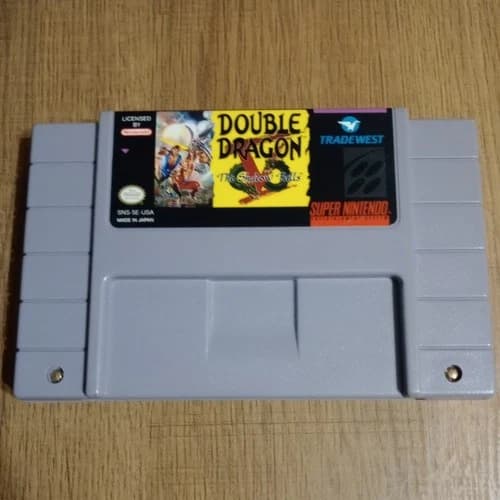 LICENSED
BY
Nintendo
SNS-5E-USA
MADE IN JAPAN
DOUBLE
DRAGON
V
The Shadow Falls
TRADEWEST
SUPER NINTENDO